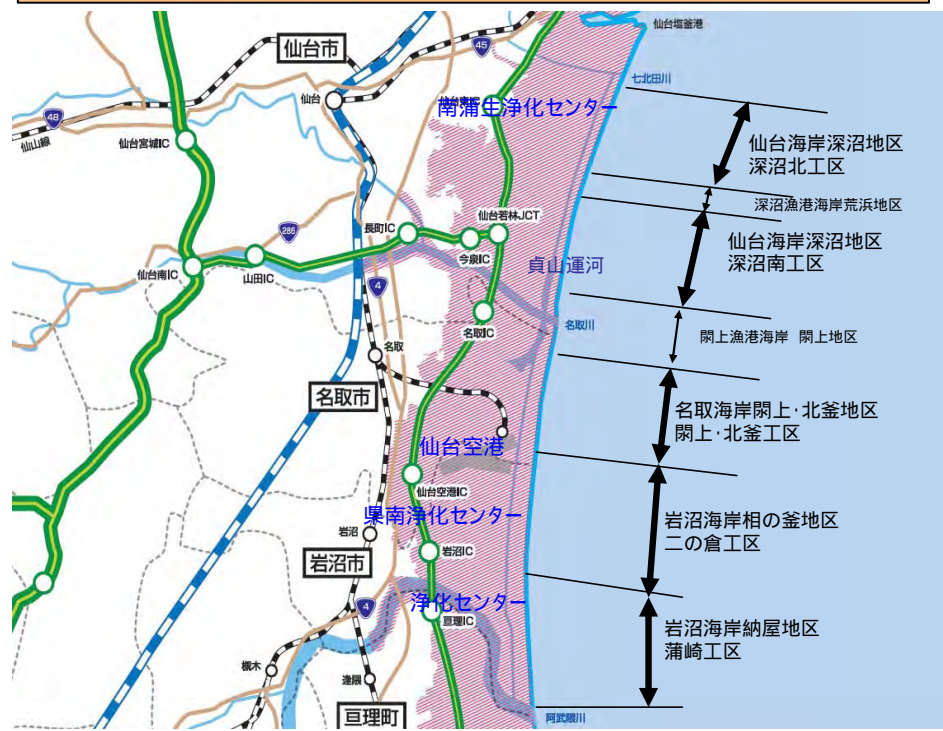 仙台塩釜港
仙台市
45
七北田川
仙台
南蒲生浄化センター
48
仙山線
仙台宮城IC
仙台海岸深沼地区
深沼北工区
深沼漁港海岸荒浜地区
仙台若林JCT
長町IC
286
今泉IC
仙台海岸深沼地区
深沼南工区
貞山運河
仙台南IC
山田IC
4
名取IC
名取川
閖上漁港海岸 閖上地区
名取
名取市
名取海岸閖上・北釜地区
閖上・北釜工区
仙台空港
仙台空港IC
県南浄化センター
岩沼海岸相の釜地区
二の倉工区
岩沼
岩沼IC
岩沼市
浄化センター
4
亘理IC
岩沼海岸納屋地区
蒲崎工区
槻木
逢隈
亘理町
阿武隈川